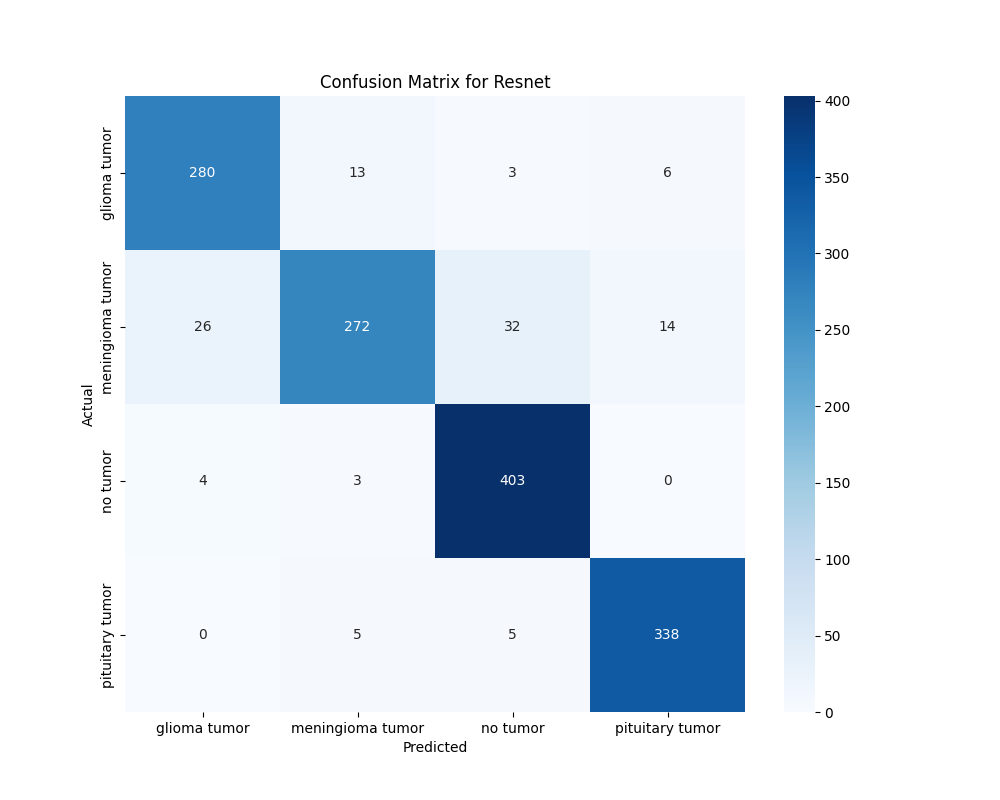 Confusion Matrix for Resnet
Actual
glioma tumor
280 13 3 6
meningioma tumor
26 272 32 14
no tumor
4 3 403 0
pituitary tumor
0 5 5 338
glioma tumor meningioma tumor no tumor pituitary tumor
Predicted
400
350
300
250
200
150
100
50
0